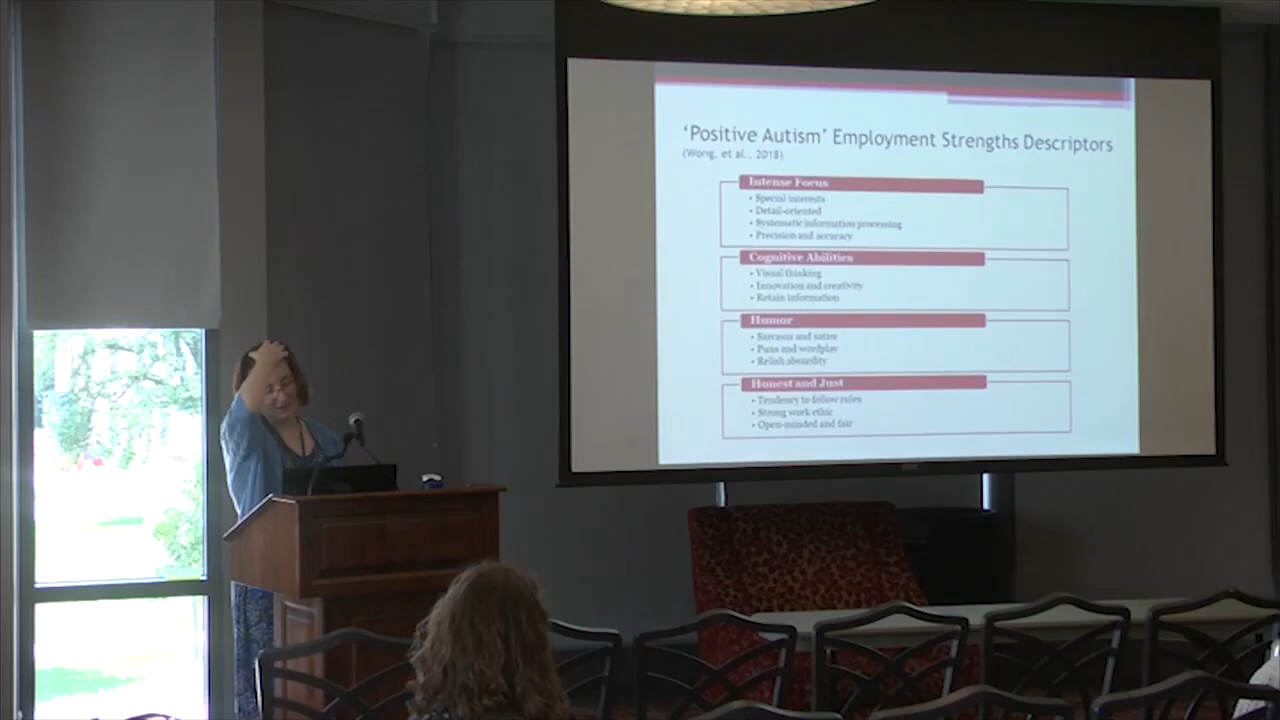 ‘Positive Autism’ Employment Strengths Descriptors
(Wong, et al., 2018)
Intense Focus
• Special interests
• Detail-oriented
• Systematic information processing
• Precision and accuracy
Cognitive Abilities
• Visual thinking
• Innovation and creativity
• Retain information
Humor
• Sarcasm and satire
• Puns and wordplay
• Relish absurdity
Honest and Just
• Tendency to follow rules
• Strong work ethic
• Open-minded and fair